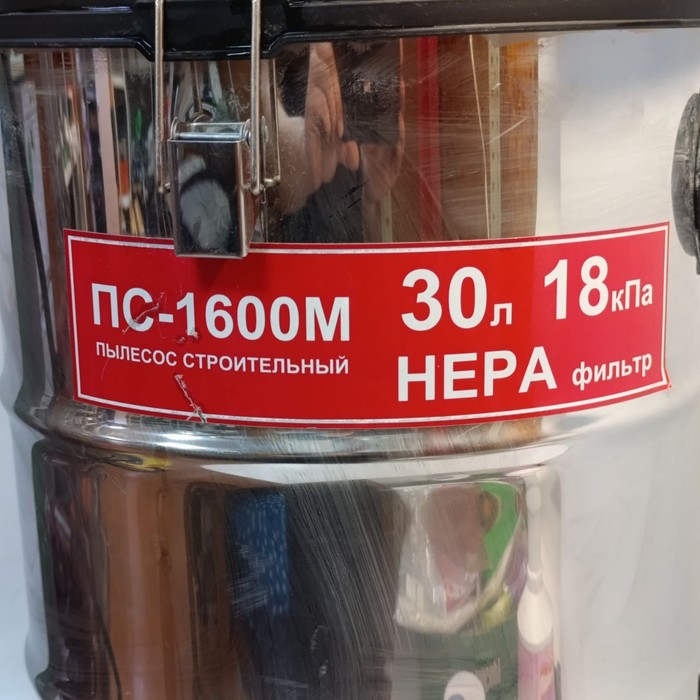 ПС-1600М
ПЫЛЕСОС СТРОИТЕЛЬНЫЙ
30л 18кПа
НЕРА фильтр